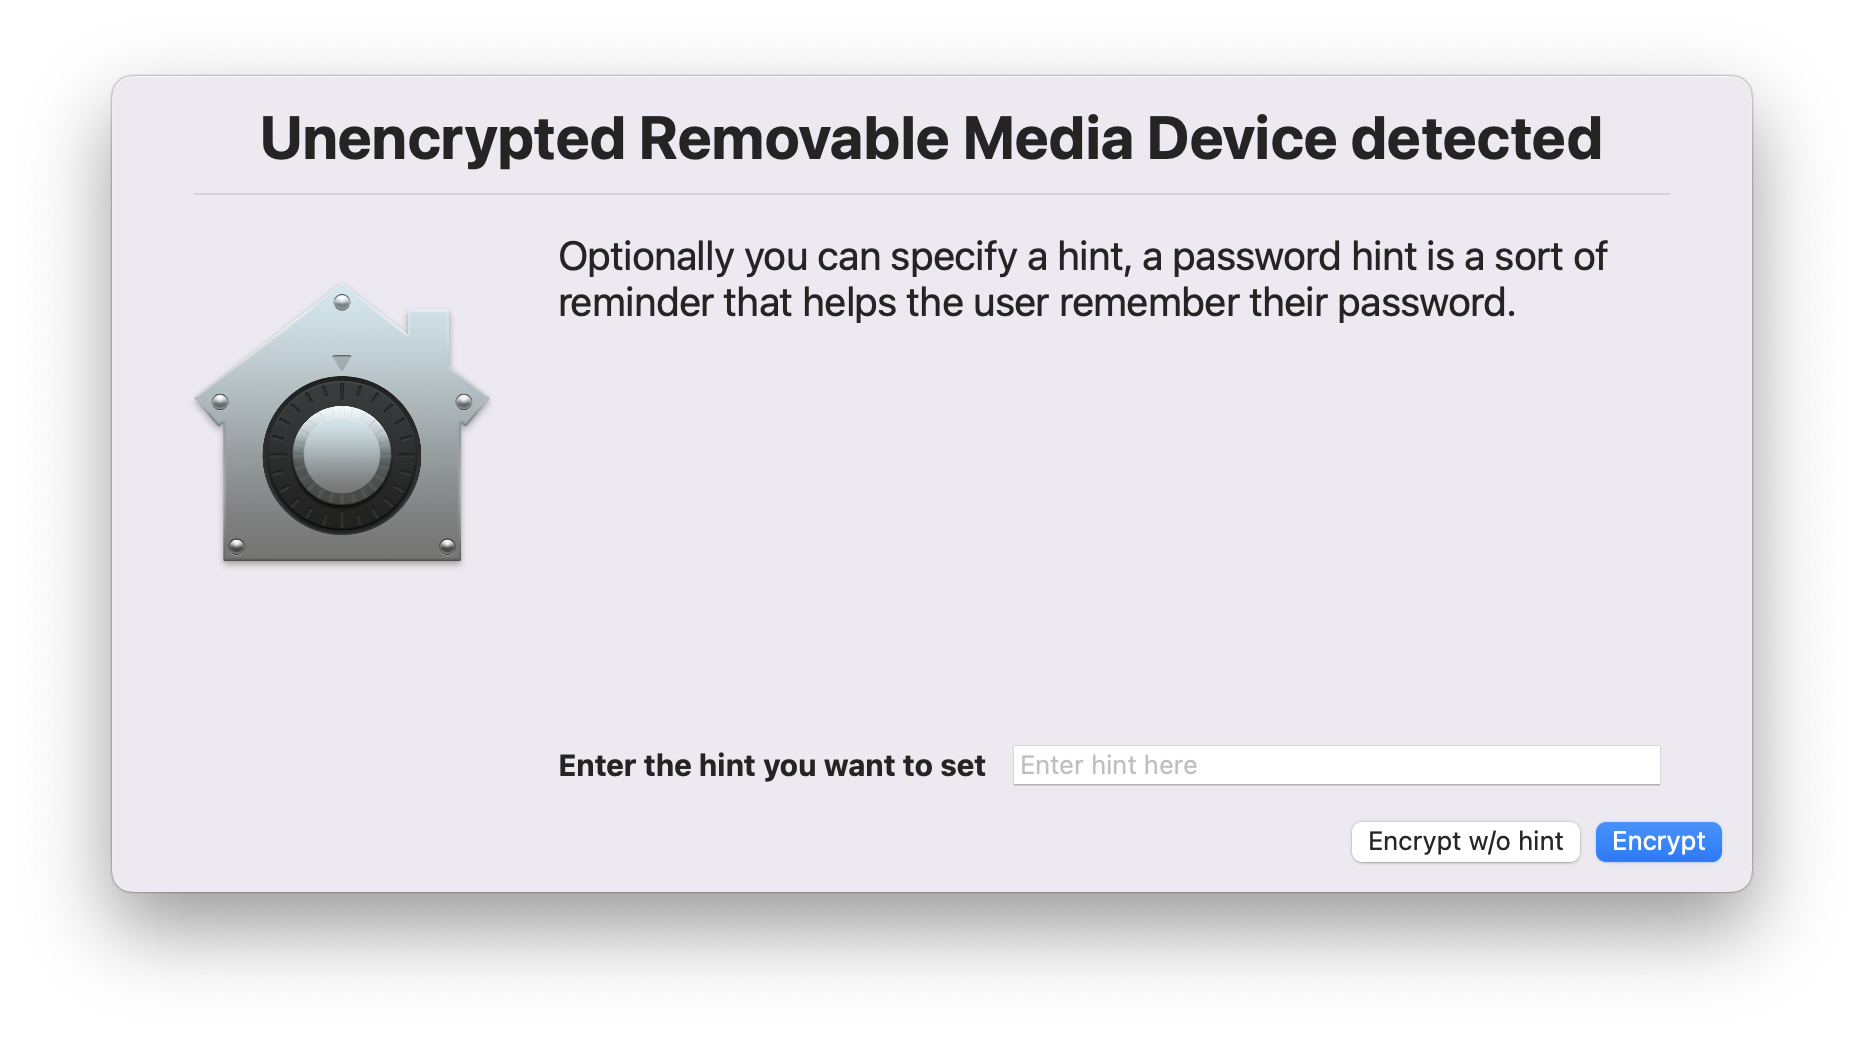 Unencrypted Removable Media Device detected
Optionally you can specify a hint, a password hint is a sort of
reminder that helps the user remember their password.
Enter the hint you want to set
Enter hint here
Encrypt w/o hint
Encrypt